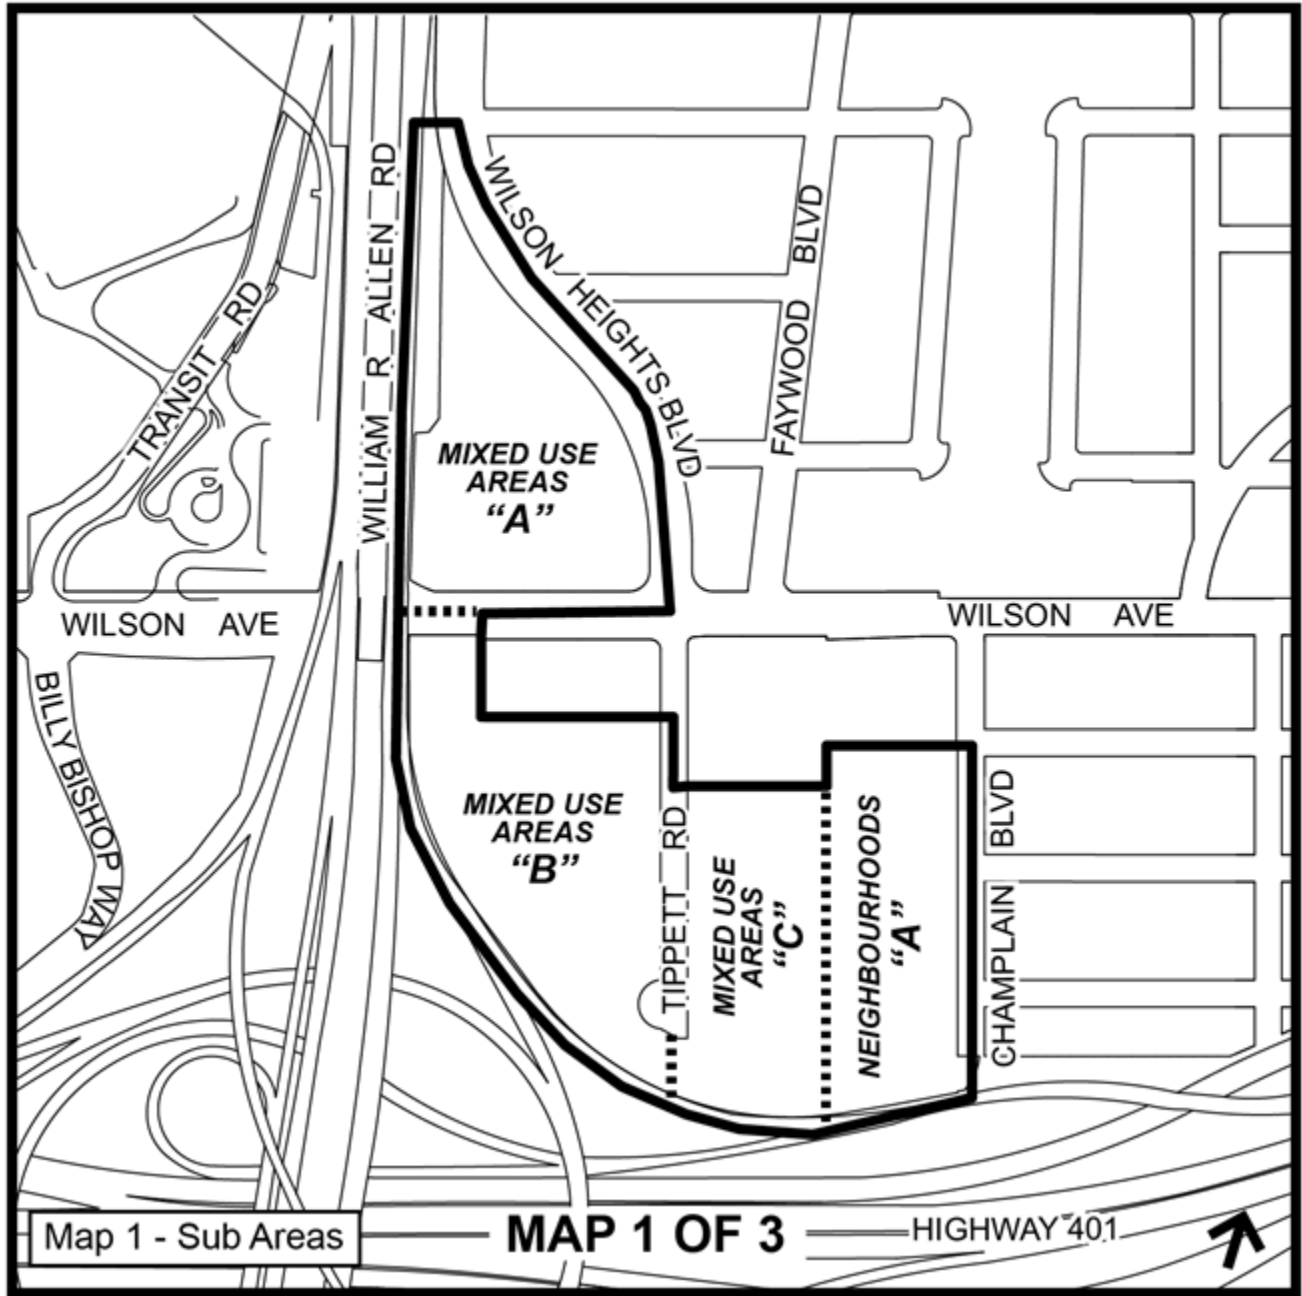 WILLIAM R ALLEN RD
WILSON HEIGHTS BLVD
FAYWOOD BLVD
TRANSIT RD
MIXED USE
AREAS
“A”
WILSON AVE
WILSON AVE
BILLY BISHOP WAY
MIXED USE
AREAS
“B”
TIPPETT RD
MIXED USE
AREAS
“C”
NEIGHBOURHOODS
“A”
CHAMPLAIN BLVD
Map 1 - Sub Areas
MAP 1 OF 3
HIGHWAY 401